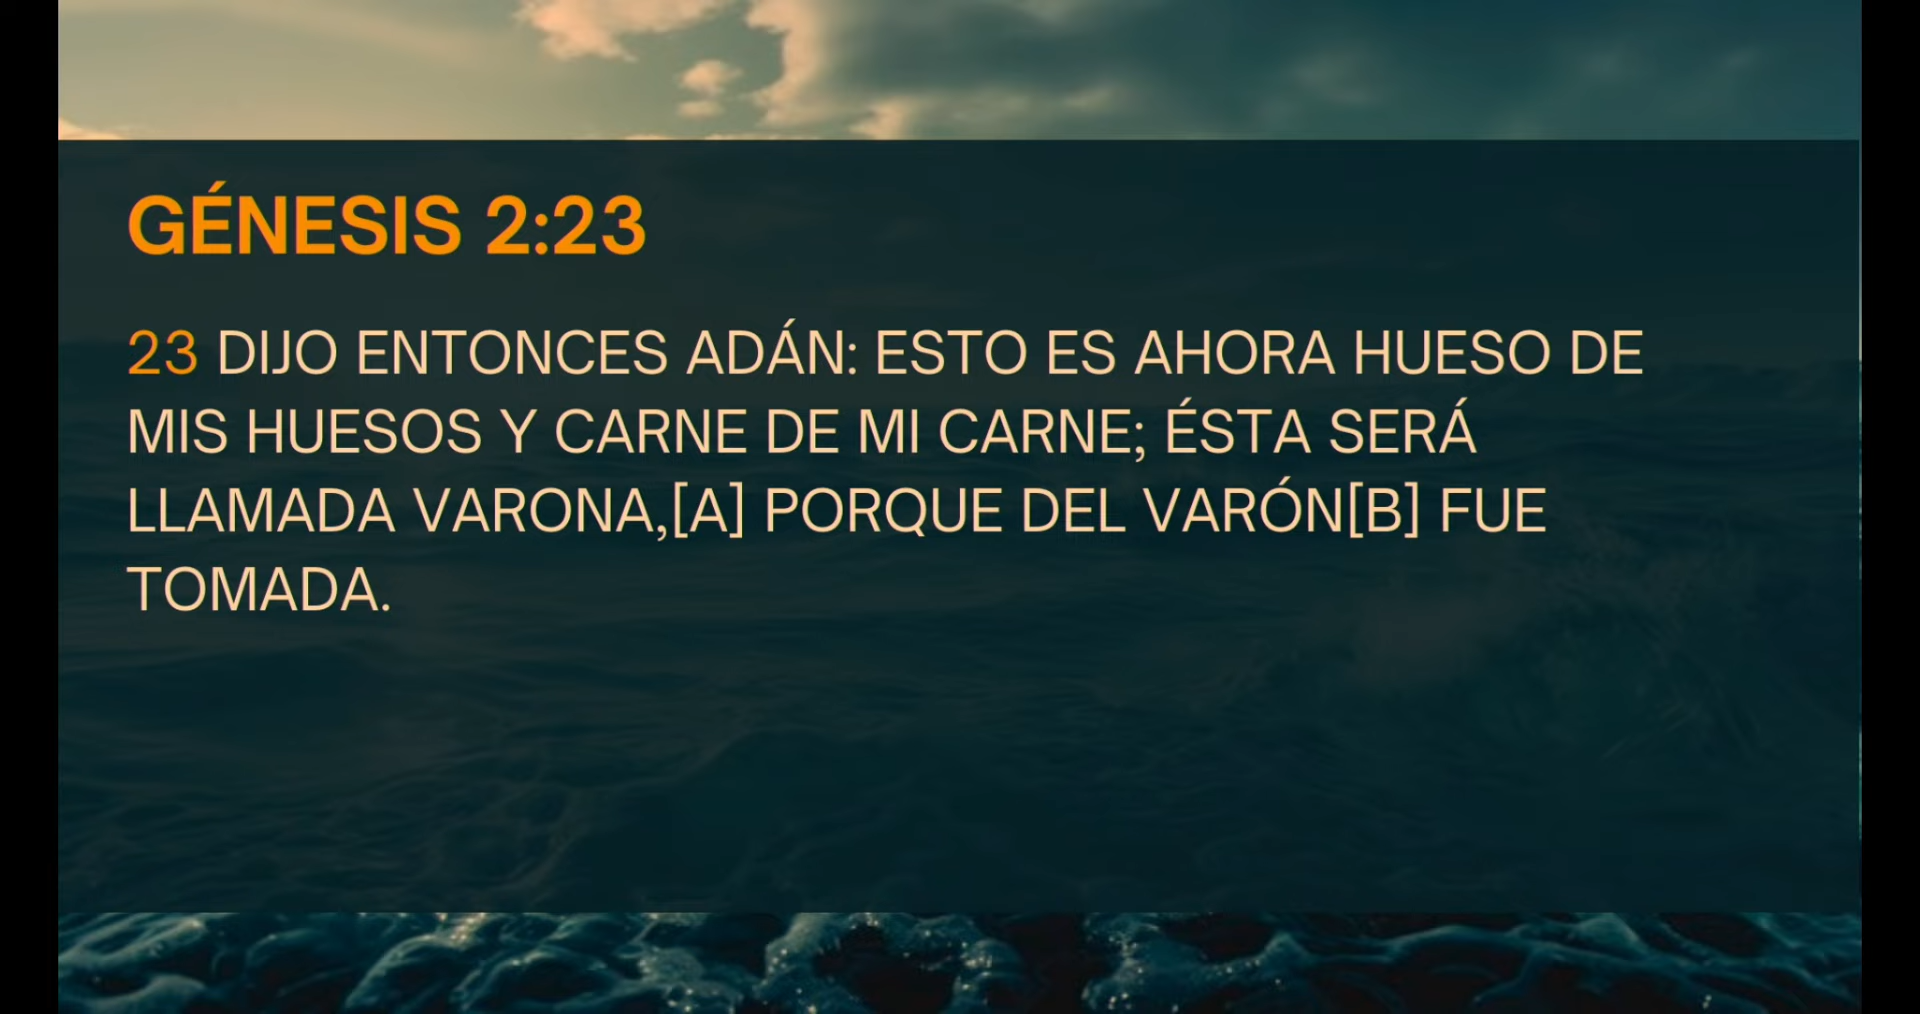 GÉNESIS 2:23
23 DIJO ENTONCES ADÁN: ESTO ES AHORA HUESO DE
MIS HUESOS Y CARNE DE MI CARNE; ÉSTA SERÁ
LLAMADA VARONA,[A] PORQUE DEL VARÓN[B] FUE
TOMADA.